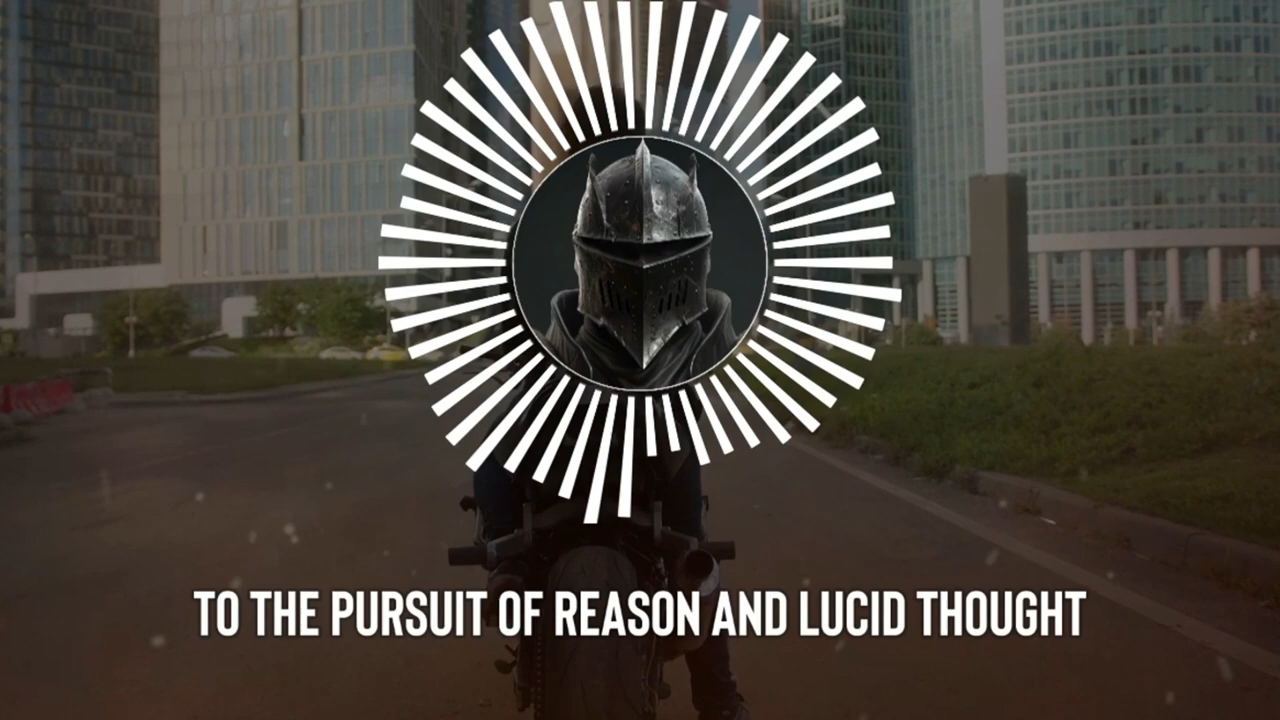 TO THE PURSUIT OF REASON AND LUCID THOUGHT